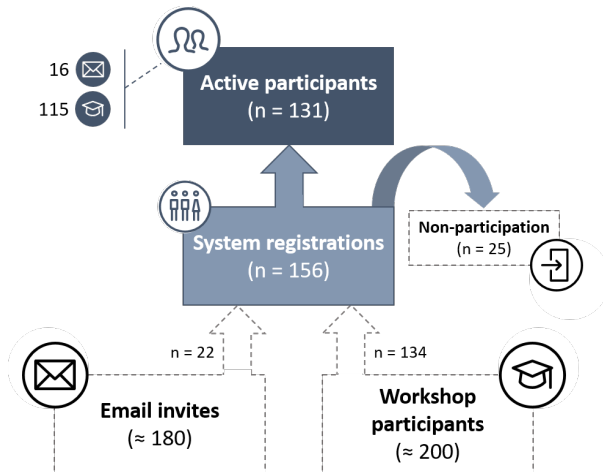 16
115
Active participants
(n = 131)
System registrations
(n = 156)
Non-participation
(n = 25)
n = 22
n = 134
Email invites
(≈ 180)
Workshop
participants
(≈ 200)